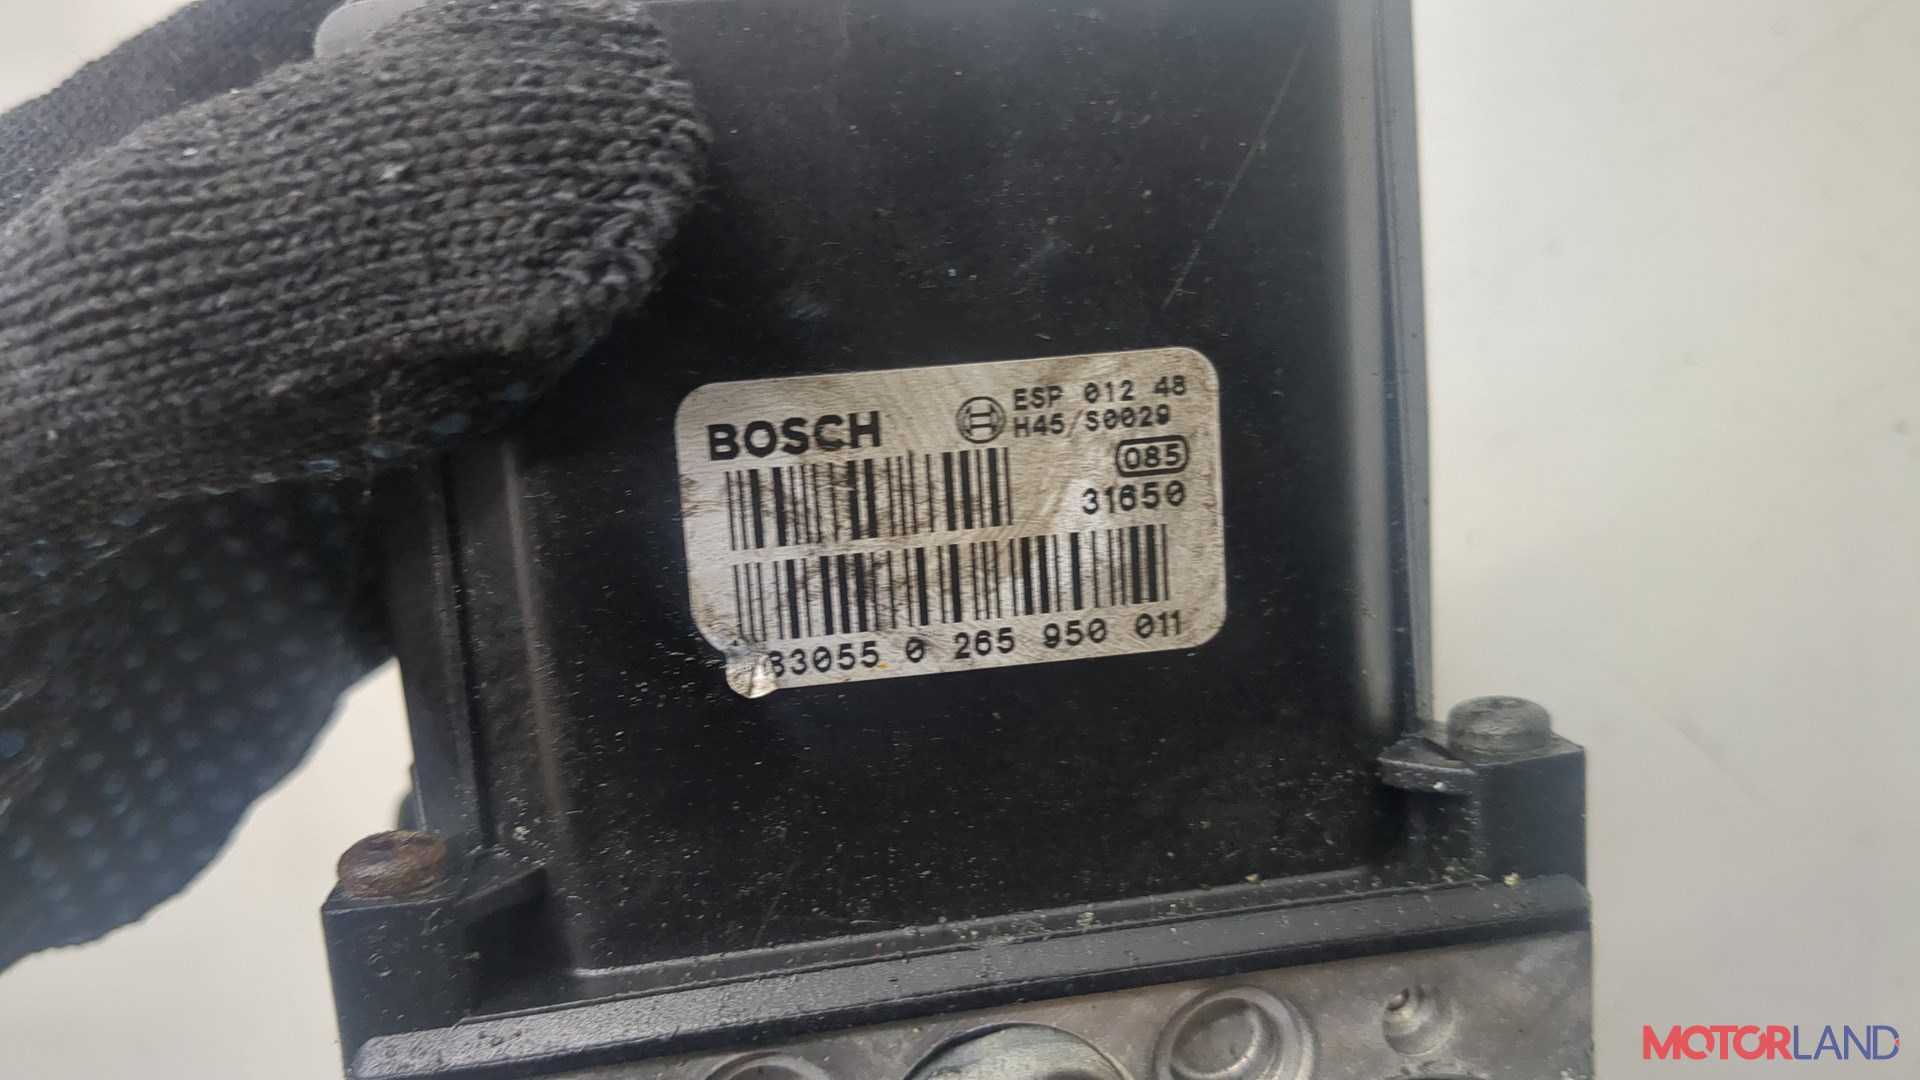 BOSCH
ESP 012 48
H45/S0029
085
31650
83055 0 265 950 011
MOTORLAND